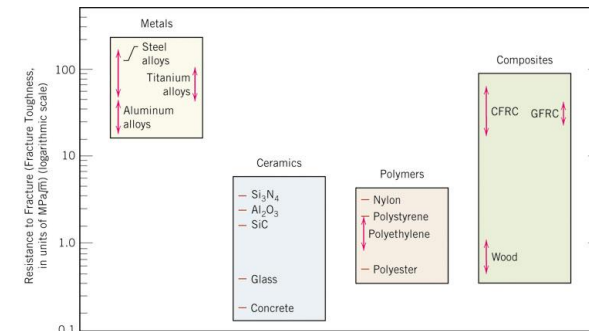 Resistance to Fracture (Fracture Toughness,
in units of MPa√m) (logarithmic scale)
100
10
1.0
0.1
Metals
Steel
alloys
Titanium
alloys
Aluminum
alloys
Ceramics
Si₃N₄
Al₂O₃
SiC
Glass
Concrete
Polymers
Nylon
Polystyrene
Polyethylene
Polyester
Composites
CFRC
GFRC
Wood